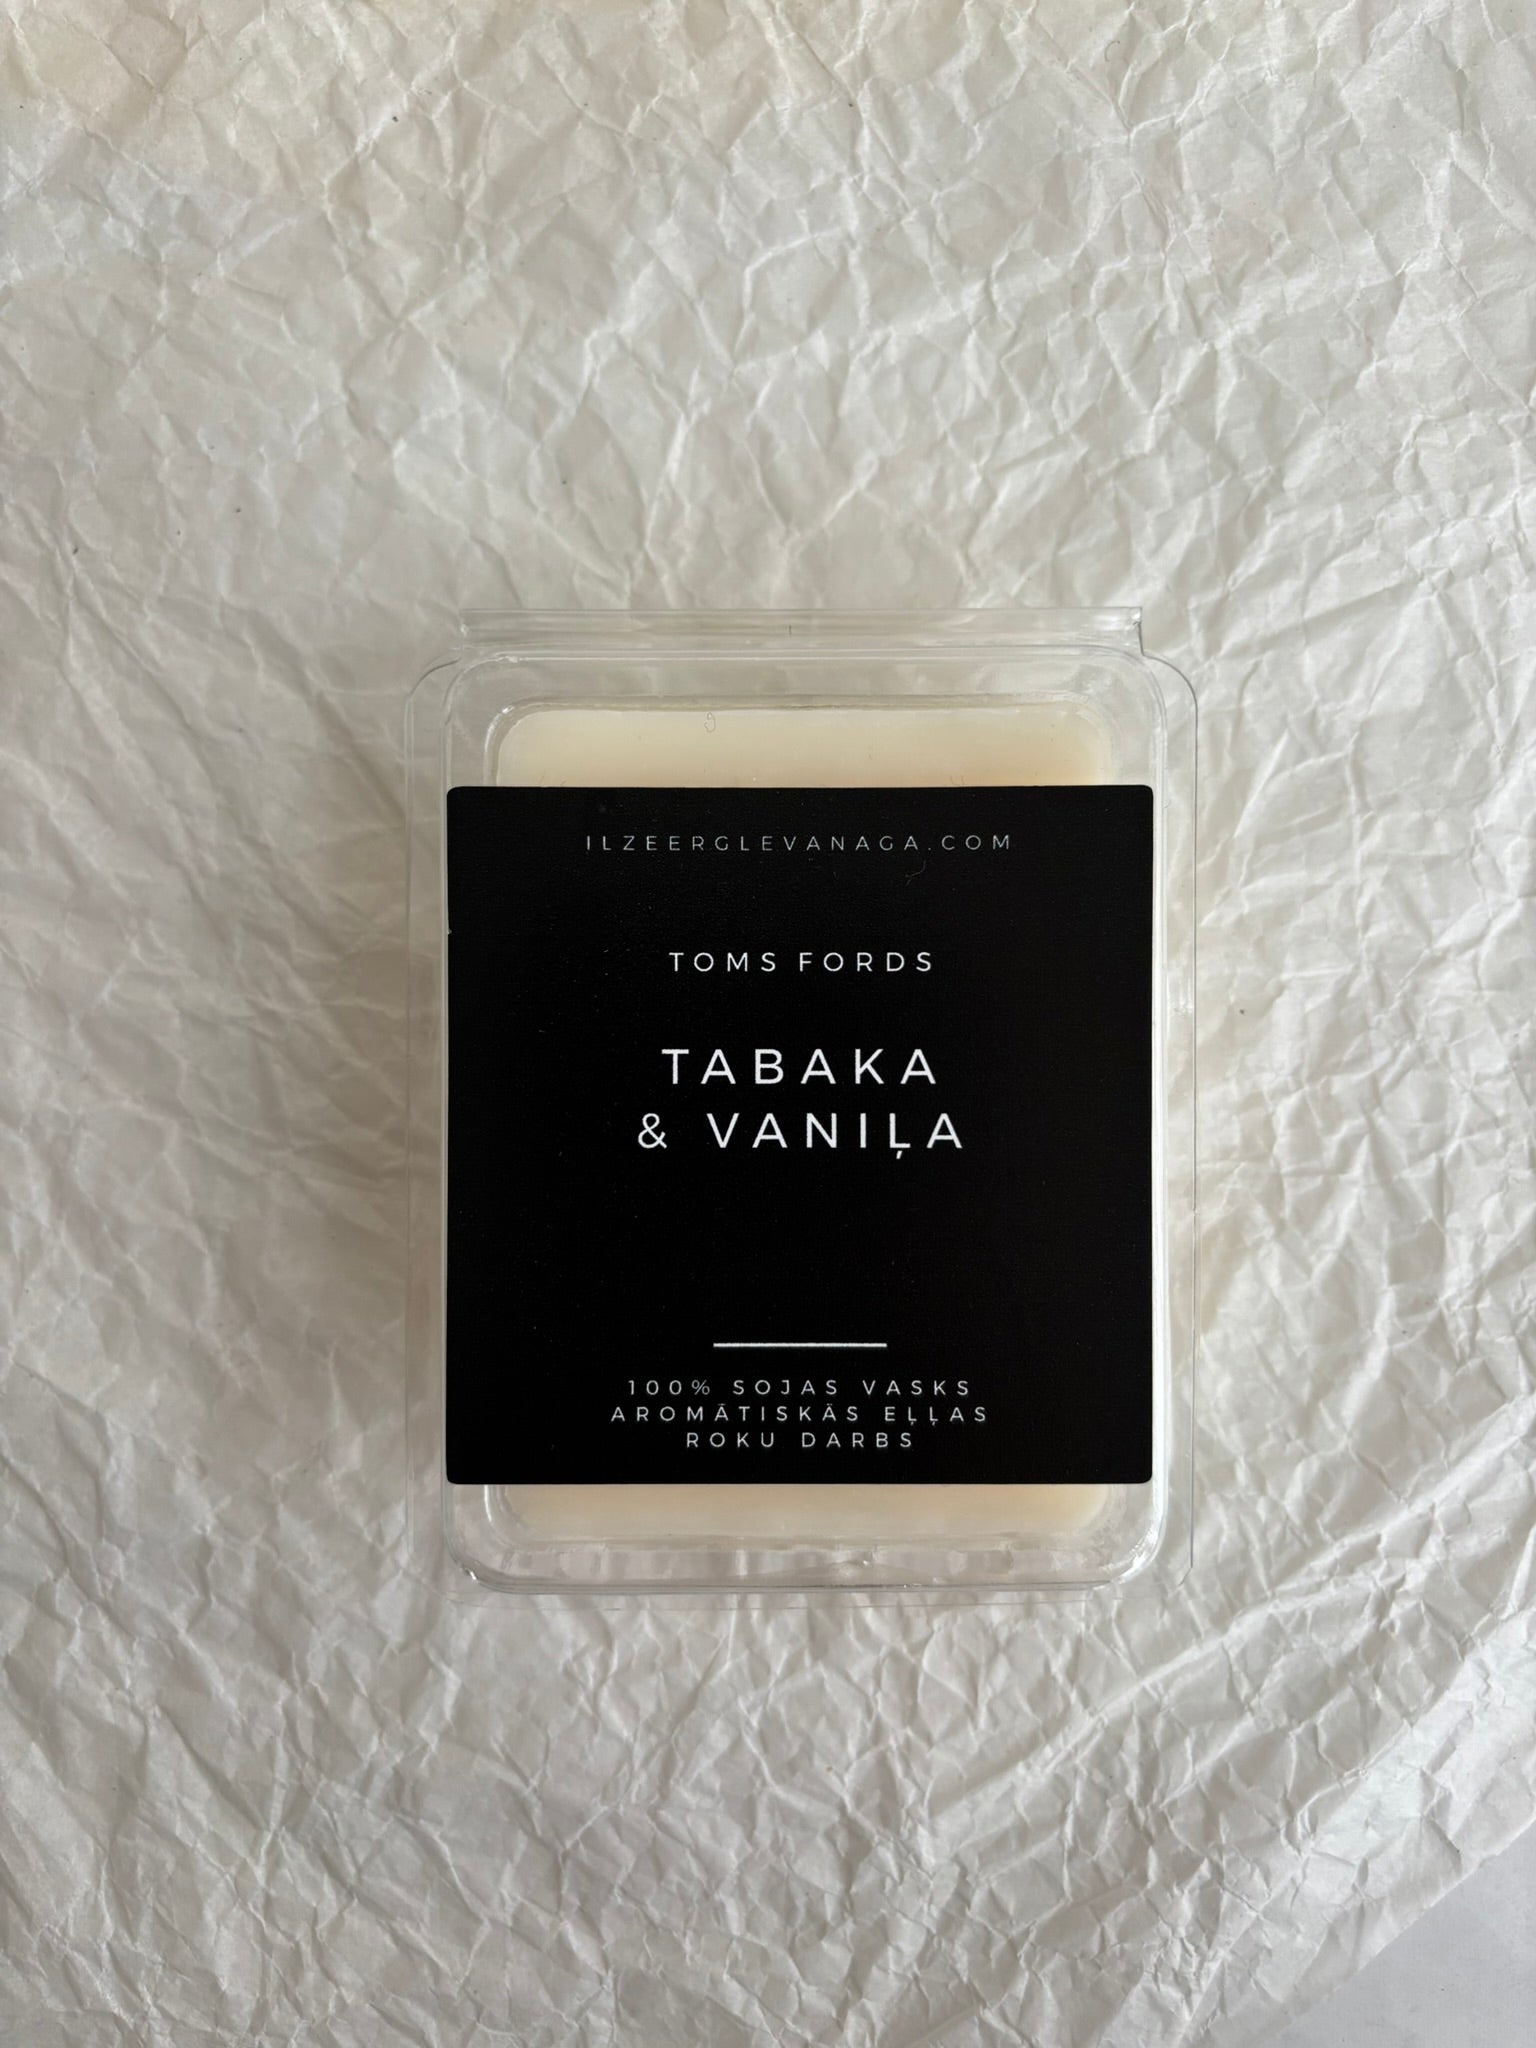 ILZEERGLEVANAGA.COM
TOMS FORDS
TABAKA
& VANIĻA
100% SOJAS VASKS
AROMĀTISKĀS EĻĻAS
ROKU DARBS